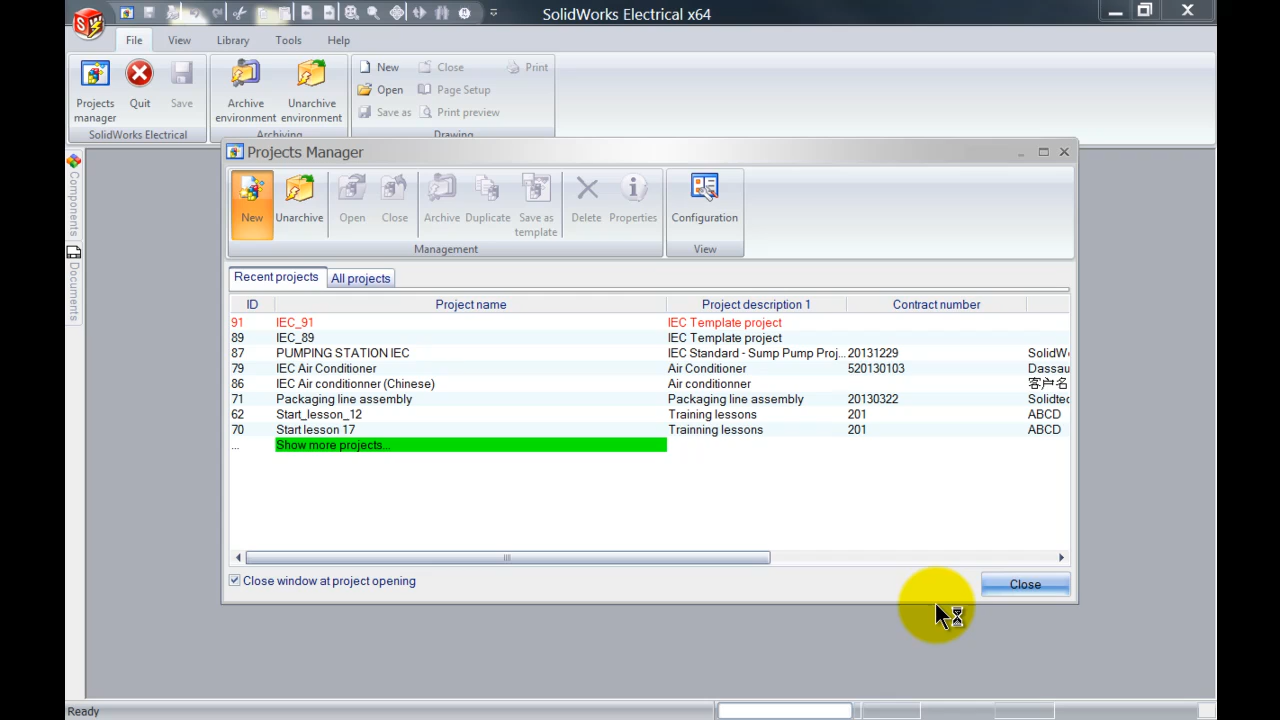 SolidWorks Electrical x64
File View Library Tools Help
Projects manager Quit Save Archive environment Unarchive environment New Close Print
Open Page Setup
Save as Print preview
SolidWorks Electrical Archiving Drawing
Components
Documents
Projects Manager
New Unarchive Open Close Archive Duplicate Save as template Delete Properties Configuration
Management View
Recent projects All projects
ID Project name Project description 1 Contract number
91 IEC_91 IEC Template project
89 IEC_89 IEC Template project
87 PUMPING STATION IEC IEC Standard - Sump Pump Proj... 20131229 SolidW
79 IEC Air Conditioner Air Conditioner 520130103 Dassau
86 IEC Air conditionner (Chinese) Air conditionner 客户名
71 Packaging line assembly Packaging line assembly 20130322 Solidtec
62 Start_lesson_12 Training lessons 201 ABCD
70 Start lesson 17 Trainning lessons 201 ABCD
... Show more projects...
Close window at project opening Close
Ready